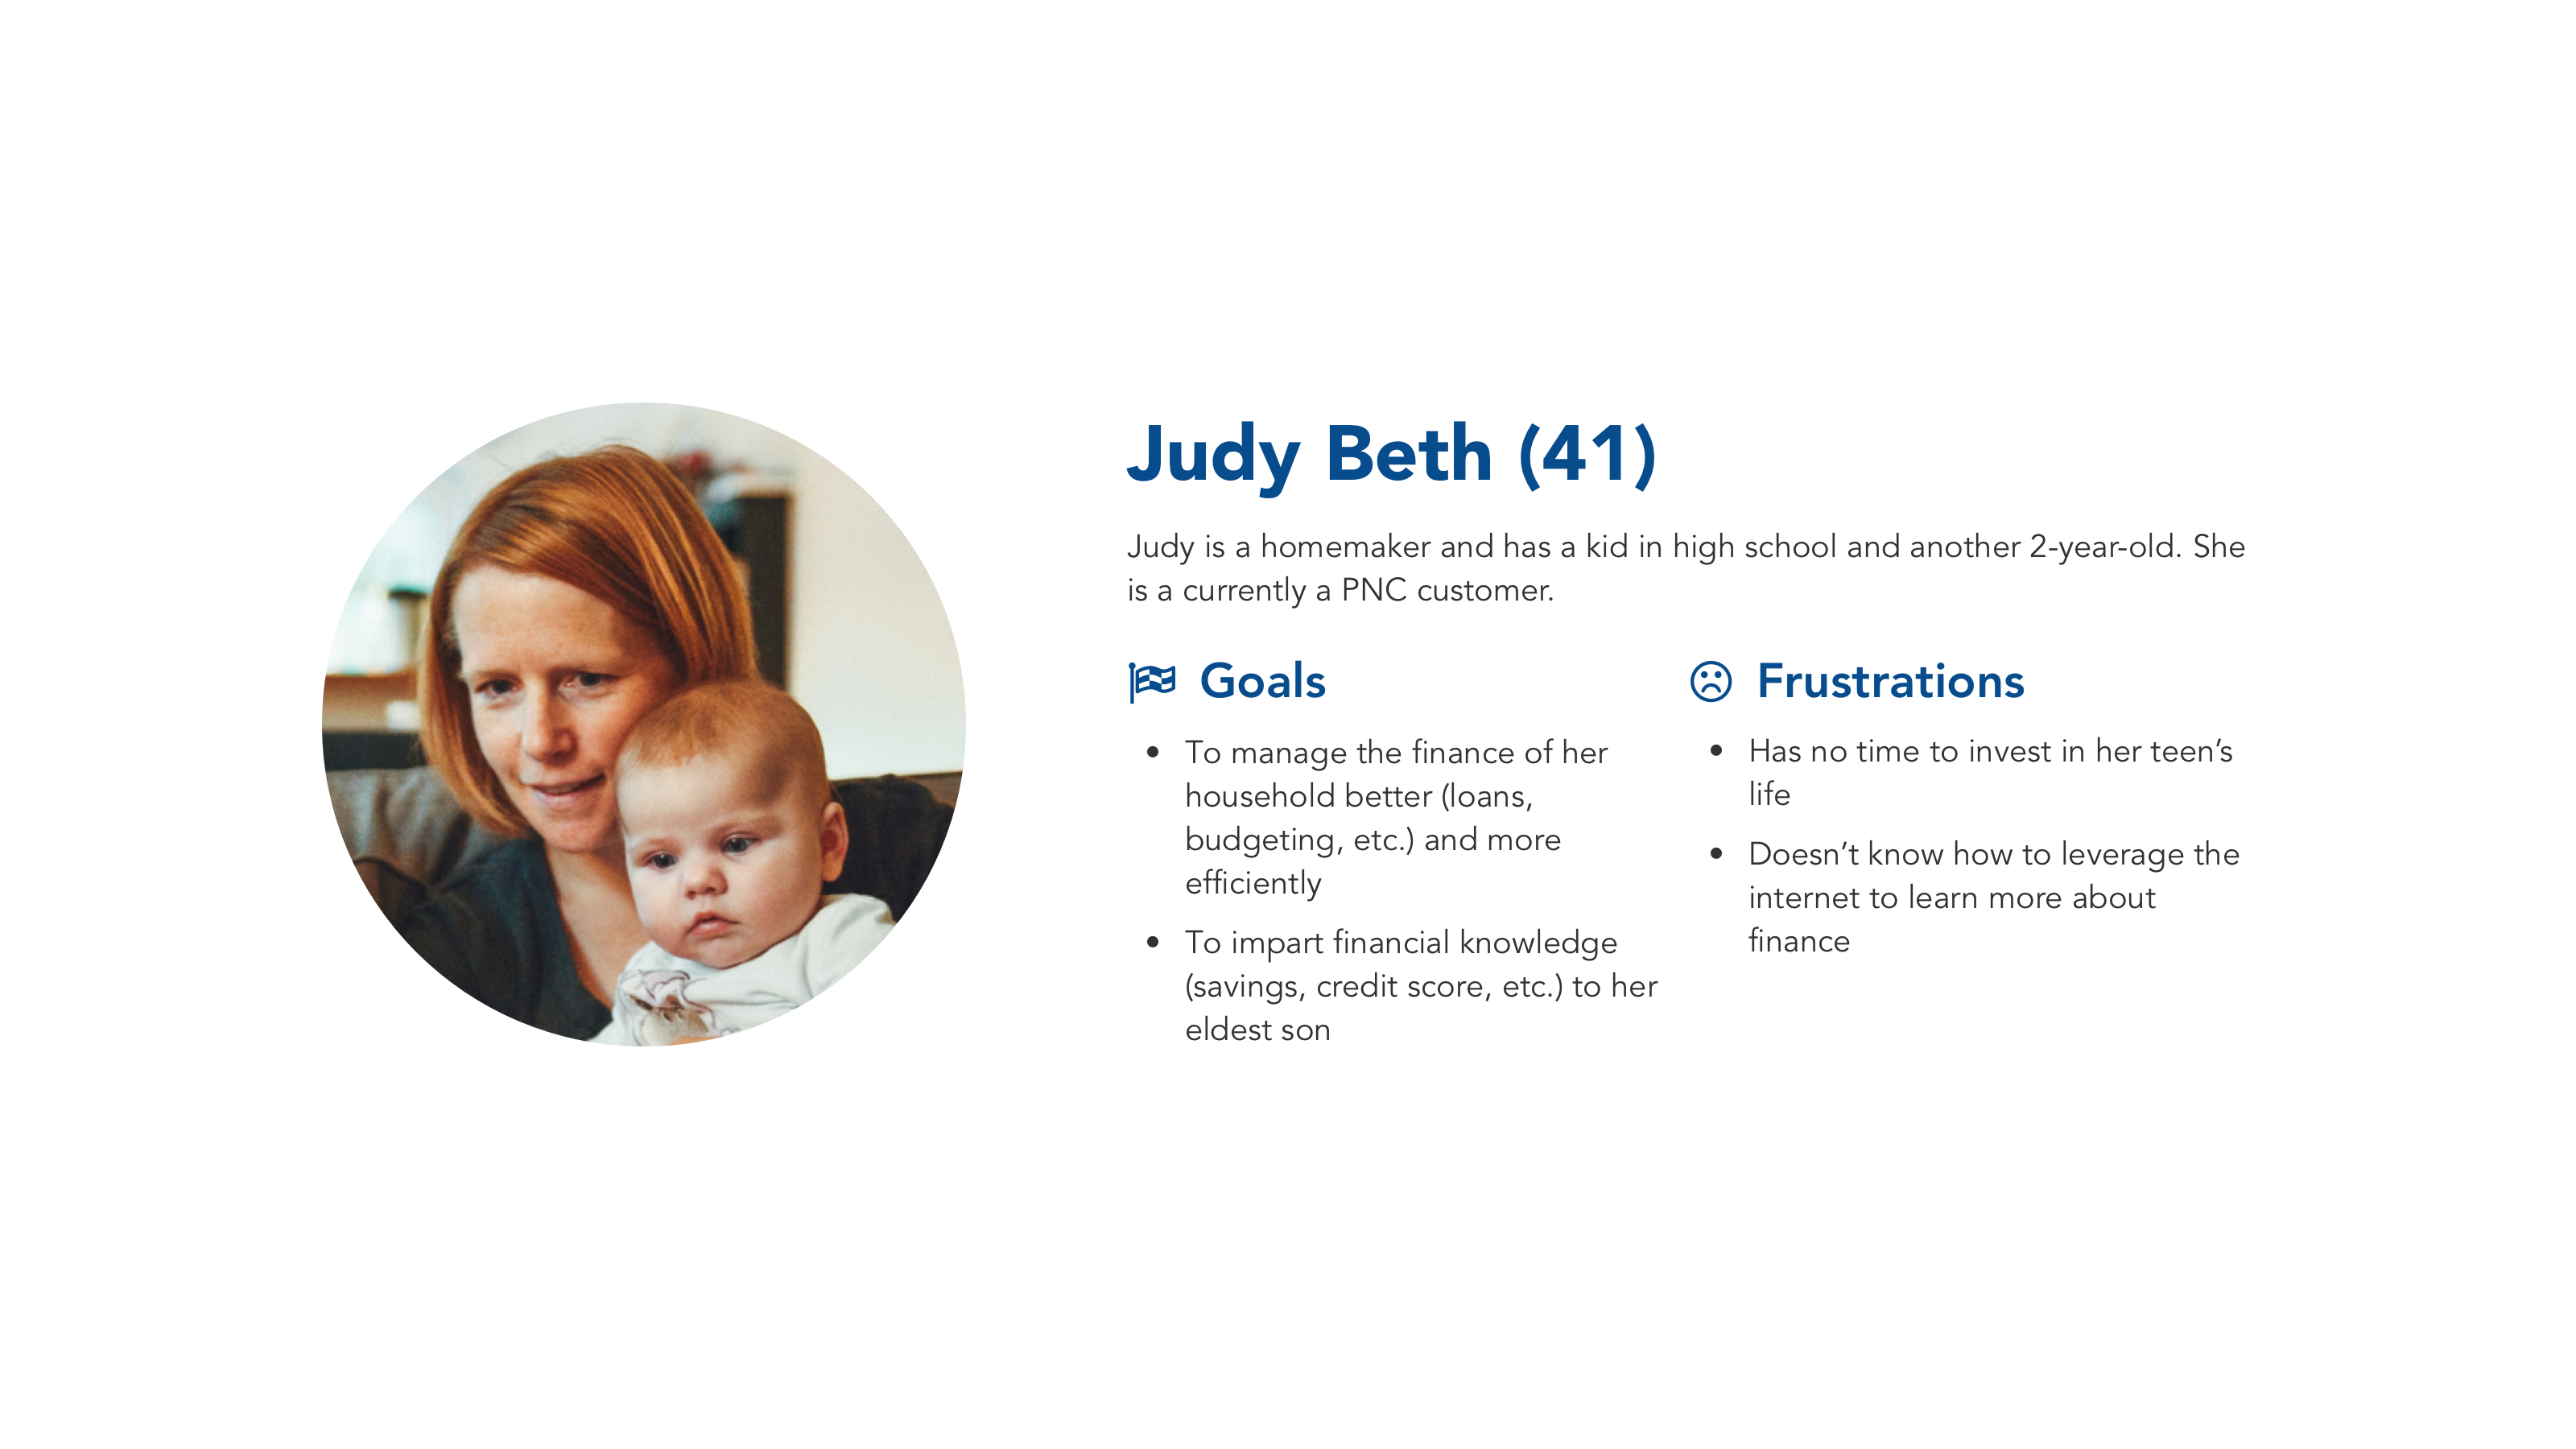 Judy Beth (41)
Judy is a homemaker and has a kid in high school and another 2-year-old. She
is a currently a PNC customer.
Goals
• To manage the finance of her
household better (loans,
budgeting, etc.) and more
efficiently
• To impart financial knowledge
(savings, credit score, etc.) to her
eldest son
Frustrations
• Has no time to invest in her teen’s
life
• Doesn’t know how to leverage the
internet to learn more about
finance